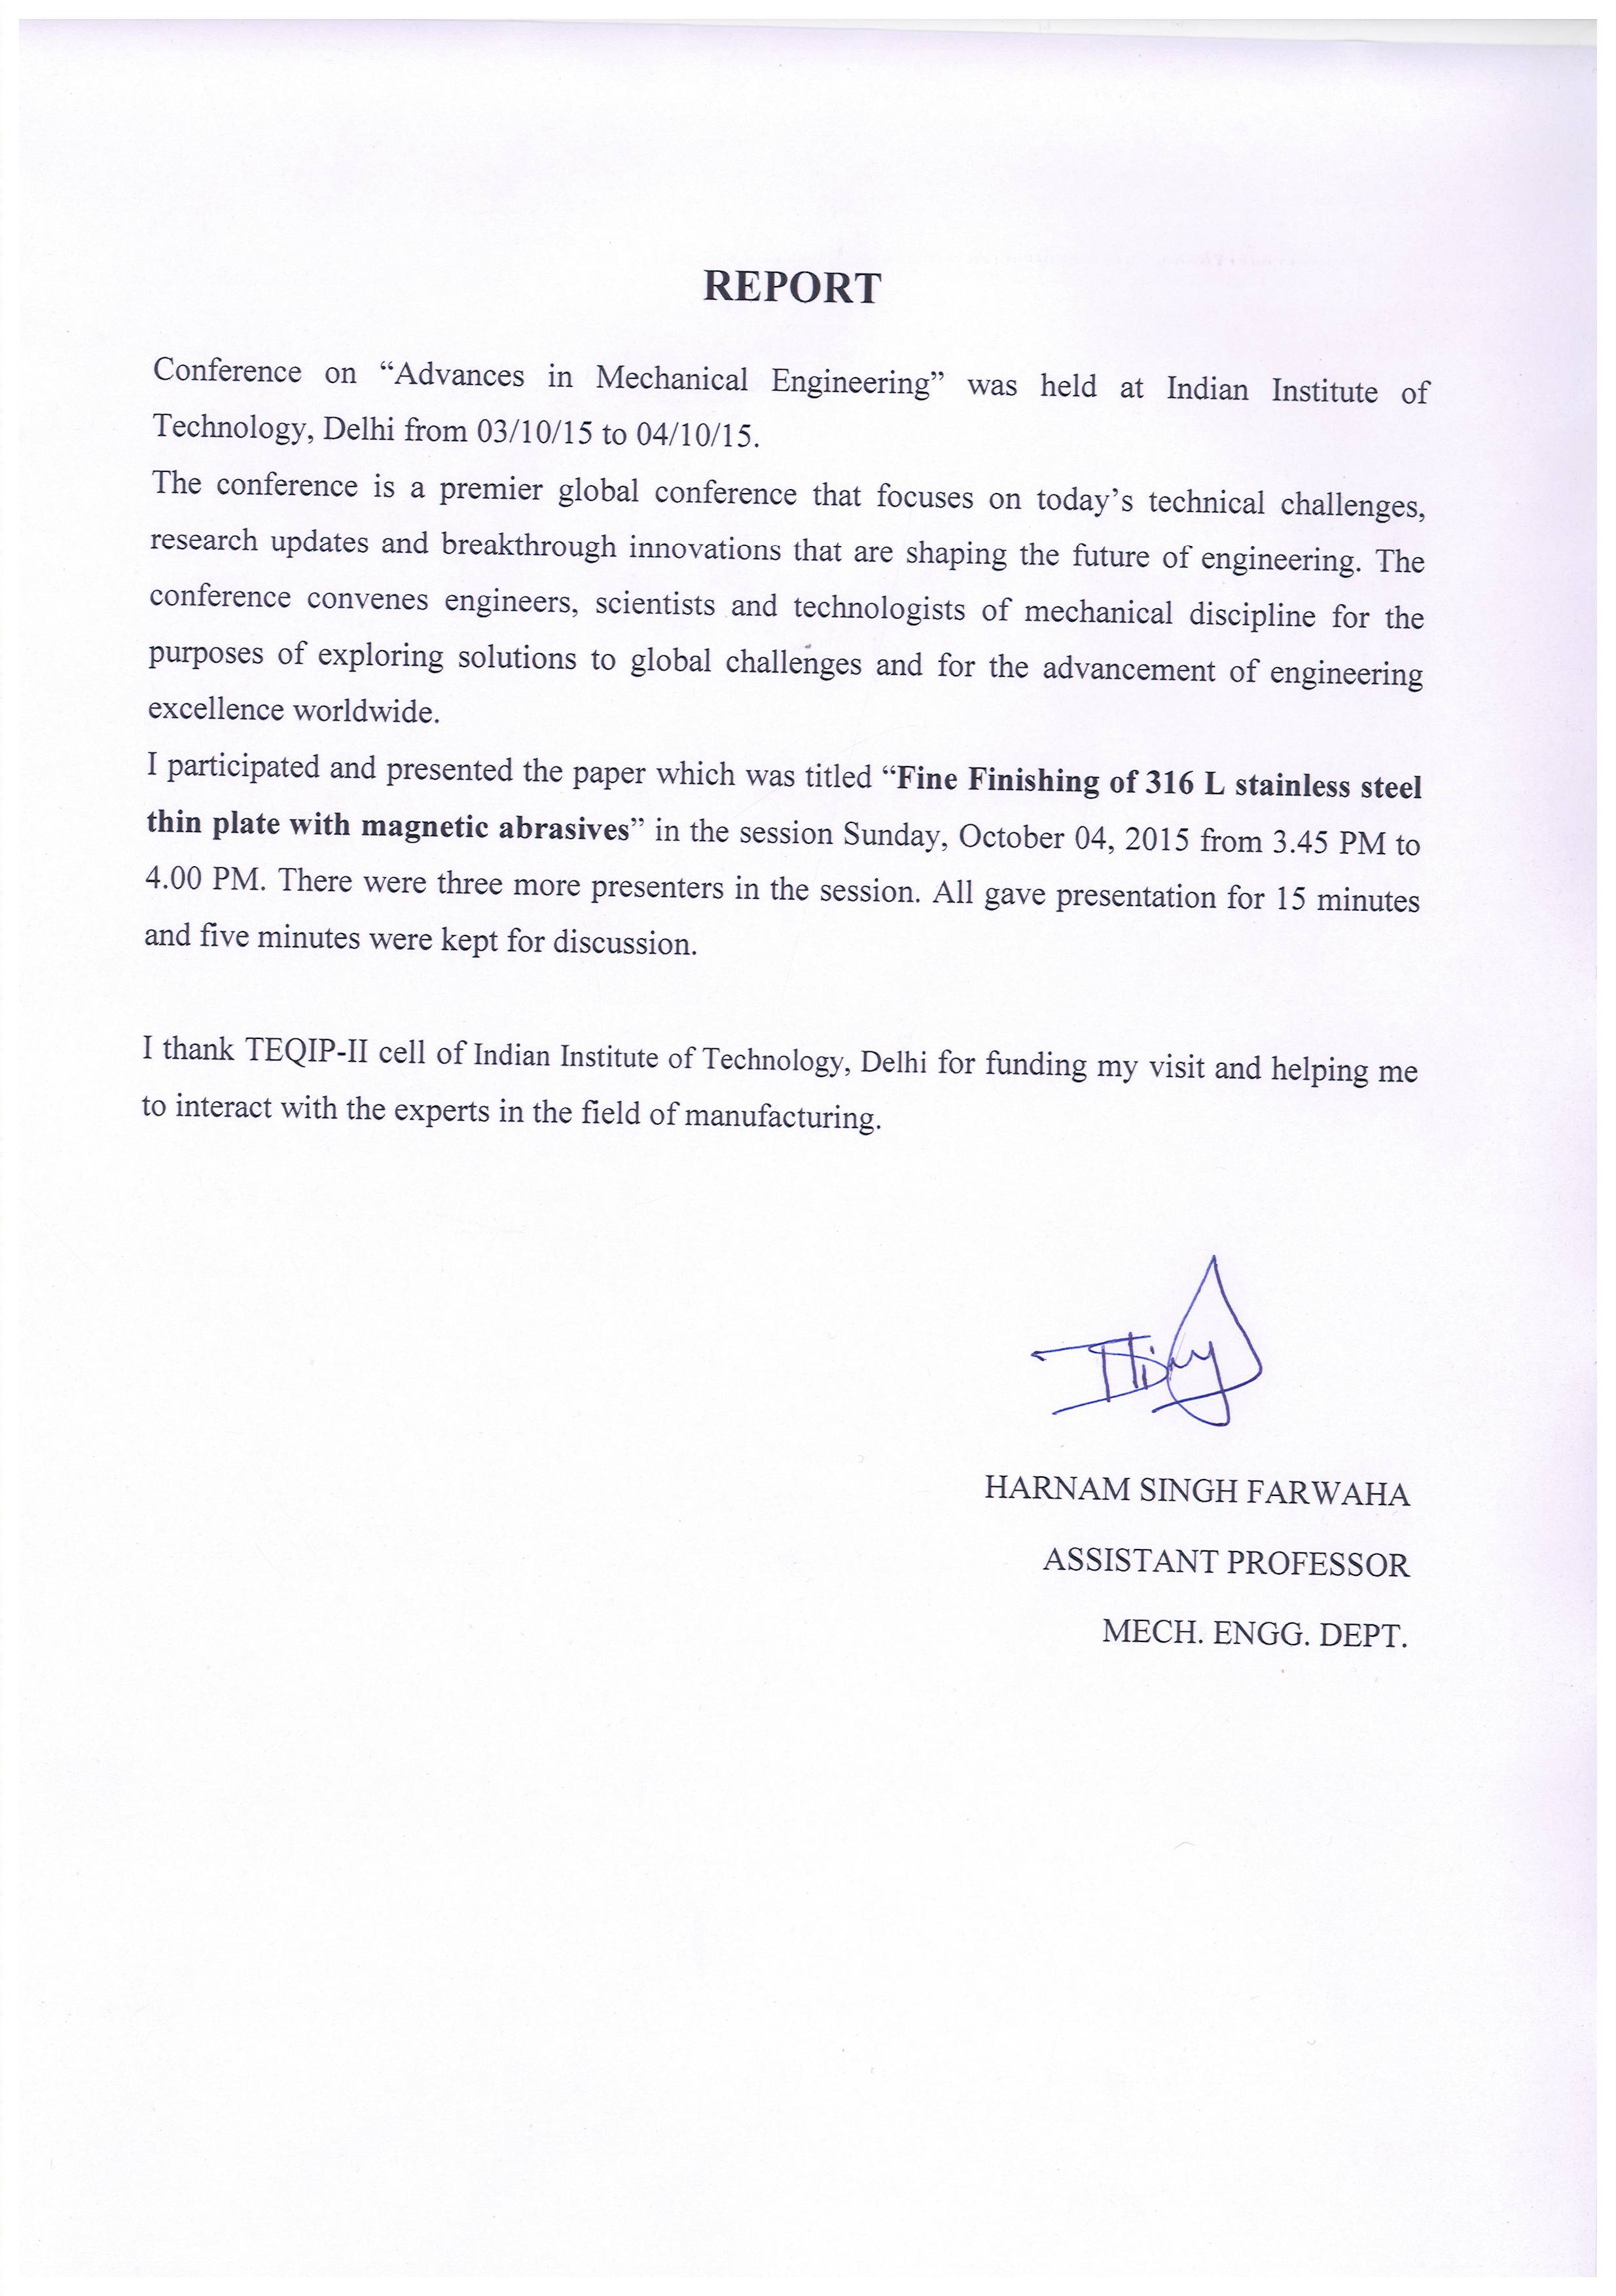 REPORT
Conference on “Advances in Mechanical Engineering” was held at Indian Institute of
Technology, Delhi from 03/10/15 to 04/10/15.
The conference is a premier global conference that focuses on today’s technical challenges,
research updates and breakthrough innovations that are shaping the future of engineering. The
conference convenes engineers, scientists and technologists of mechanical discipline for the
purposes of exploring solutions to global challenges and for the advancement of engineering
excellence worldwide.
I participated and presented the paper which was titled “Fine Finishing of 316 L stainless steel
thin plate with magnetic abrasives” in the session Sunday, October 04, 2015 from 3.45 PM to
4.00 PM. There were three more presenters in the session. All gave presentation for 15 minutes
and five minutes were kept for discussion.
I thank TEQIP-II cell of Indian Institute of Technology, Delhi for funding my visit and helping me
to interact with the experts in the field of manufacturing.
HARNAM SINGH FARWAHA
ASSISTANT PROFESSOR
MECH. ENGG. DEPT.